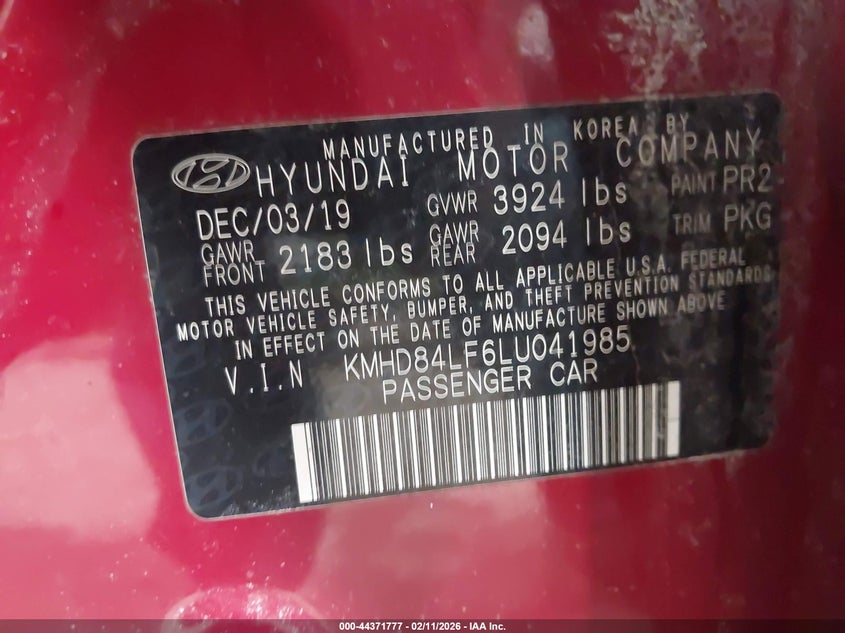 MANUFACTURED IN KOREA BY
HYUNDAI MOTOR COMPANY
DEC/03/19 GVWR 3924 lbs PAINT PR2
GAWR FRONT 2183 lbs GAWR REAR 2094 lbs TRIM PKG
THIS VEHICLE CONFORMS TO ALL APPLICABLE U.S.A. FEDERAL
MOTOR VEHICLE SAFETY, BUMPER, AND THEFT PREVENTION STANDARDS
IN EFFECT ON THE DATE OF MANUFACTURE SHOWN ABOVE
V.I.N KMHD84LF6LU041985
PASSENGER CAR
000-44371777 - 02/11/2026 - IAA Inc.